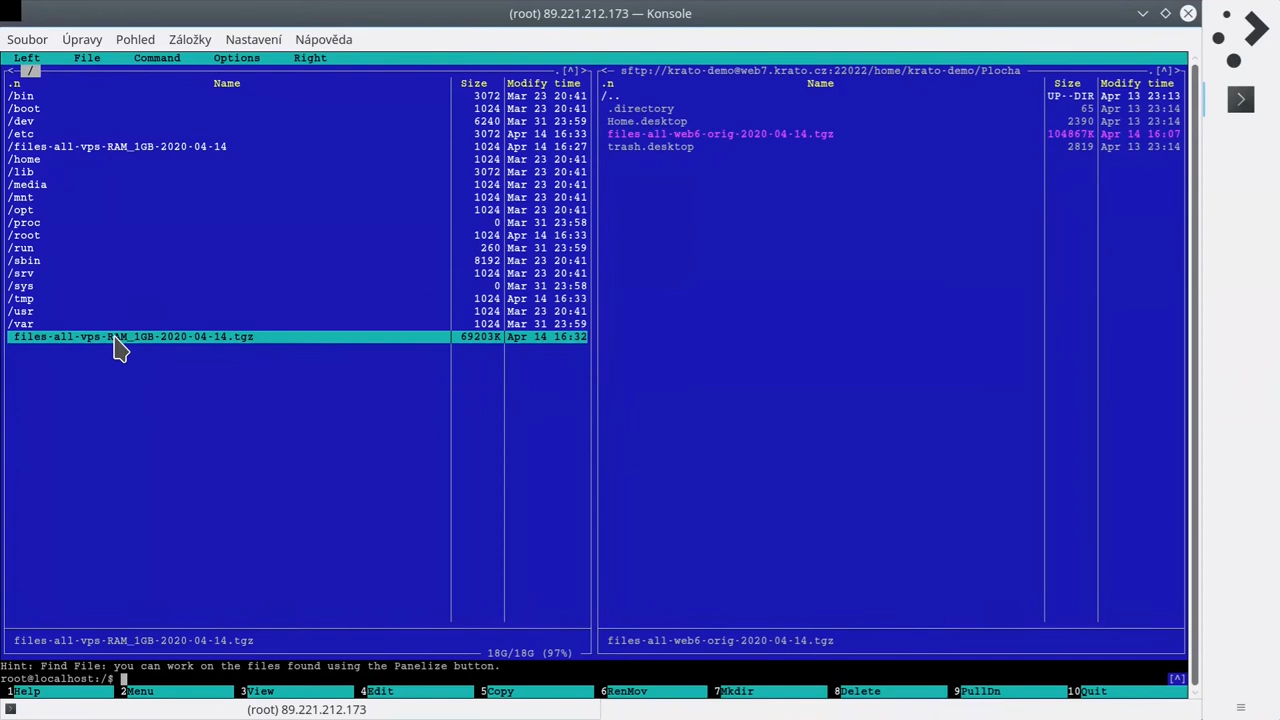 (root) 89.221.212.173 — Konsole
Soubor Úpravy Pohled Záložky Nastavení Nápověda
Left File Command Options Right
<- / .[^]> <- sftp://krato-demo@web7.krato.cz:22022/home/krato-demo/Plocha .[^]>
.n Name Size Modify time .n Name Size Modify time
/bin 3072 Mar 23 20:41 /.. UP--DIR Apr 13 23:13
/boot 1024 Mar 23 20:41 .directory 65 Apr 13 23:14
/dev 6240 Mar 31 23:59 Home.desktop 2390 Apr 13 23:14
/etc 3072 Apr 14 16:33 files-all-web6-orig-2020-04-14.tgz 104867K Apr 14 16:07
/files-all-vps-RAM_1GB-2020-04-14 1024 Apr 14 16:27 trash.desktop 2819 Apr 13 23:14
/home 1024 Mar 23 20:41
/lib 3072 Mar 23 20:41
/media 1024 Mar 23 20:41
/mnt 1024 Mar 23 20:41
/opt 1024 Mar 23 20:41
/proc 0 Mar 31 23:58
/root 1024 Apr 14 16:33
/run 260 Mar 31 23:59
/sbin 8192 Mar 23 20:41
/srv 1024 Mar 23 20:41
/sys 0 Mar 31 23:58
/tmp 1024 Apr 14 16:33
/usr 1024 Mar 23 20:41
/var 1024 Mar 31 23:59
files-all-vps-RAM_1GB-2020-04-14.tgz 69203K Apr 14 16:32
files-all-vps-RAM_1GB-2020-04-14.tgz files-all-web6-orig-2020-04-14.tgz
18G/18G (97%)
Hint: Find File: you can work on the files found using the Panelize button.
root@localhost:/$ [^]
1Help 2Menu 3View 4Edit 5Copy 6RenMov 7Mkdir 8Delete 9PullDn 10Quit
(root) 89.221.212.173